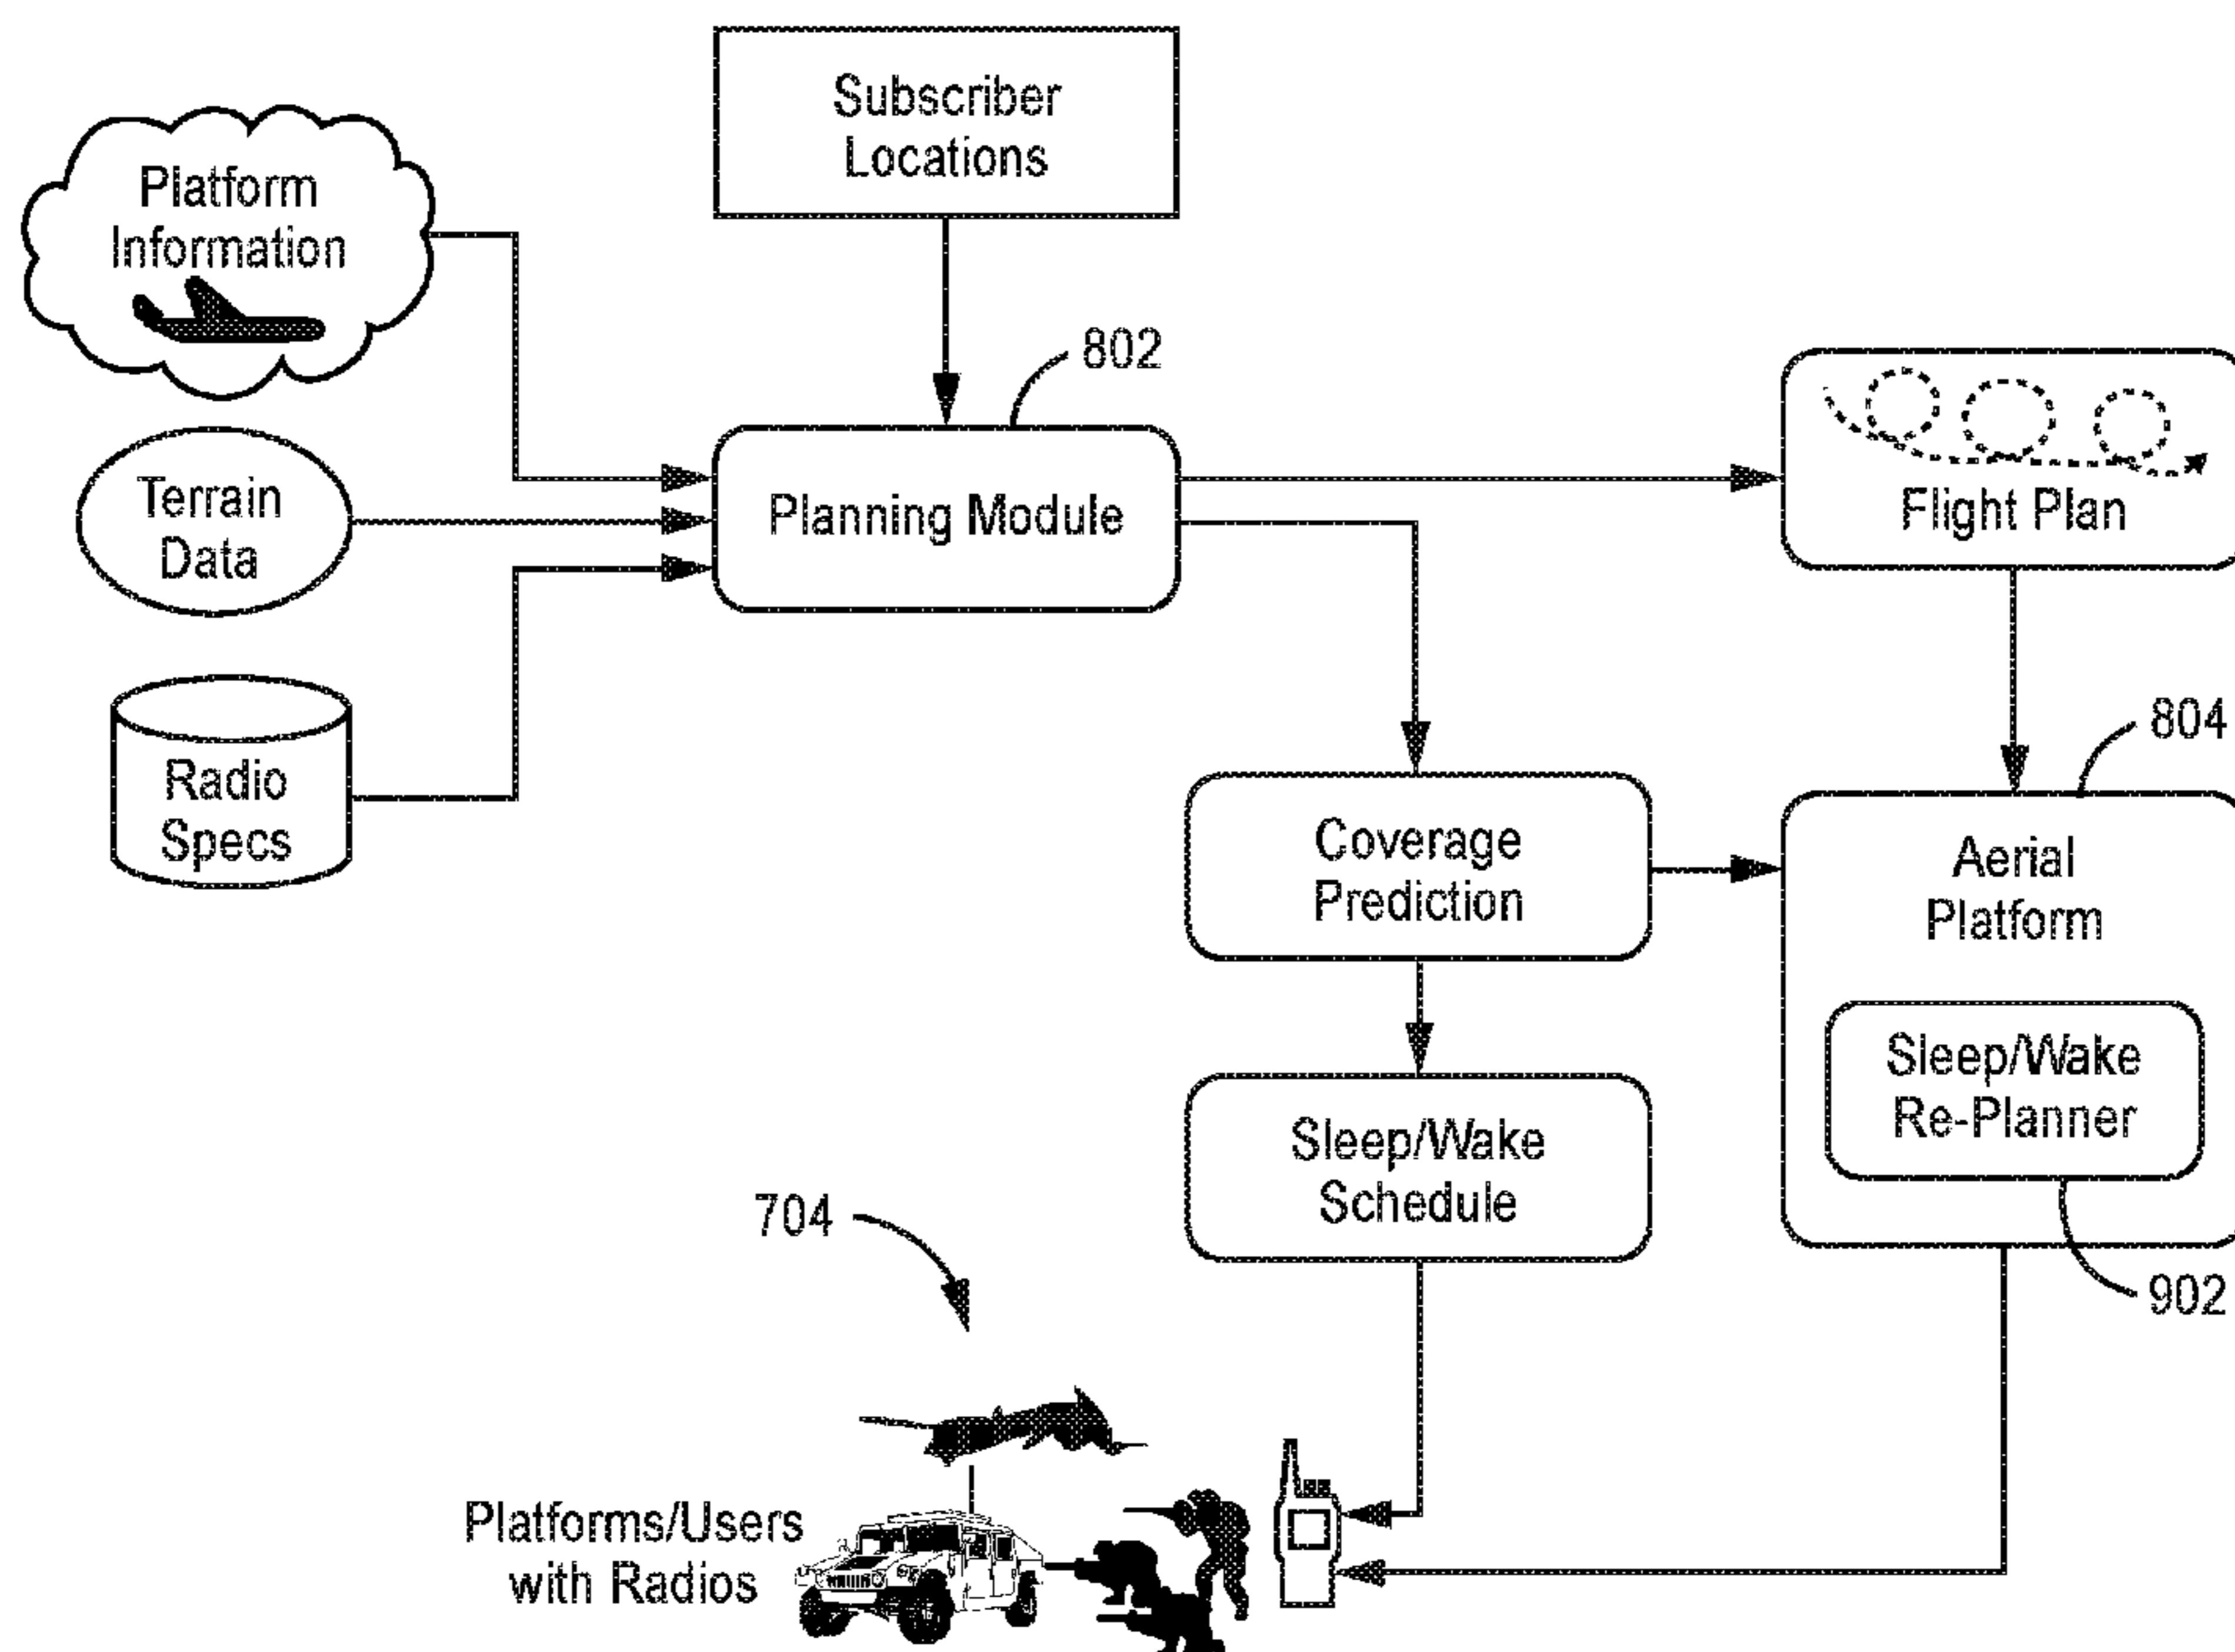 Subscriber
Locations
Platform
Information
802
Terrain
Data
Planning Module
Flight Plan
804
Radio
Specs
Coverage
Prediction
Aerial
Platform
Sleep/Wake
Re-Planner
Sleep/Wake
Schedule
704
902
Platforms/Users
with Radios